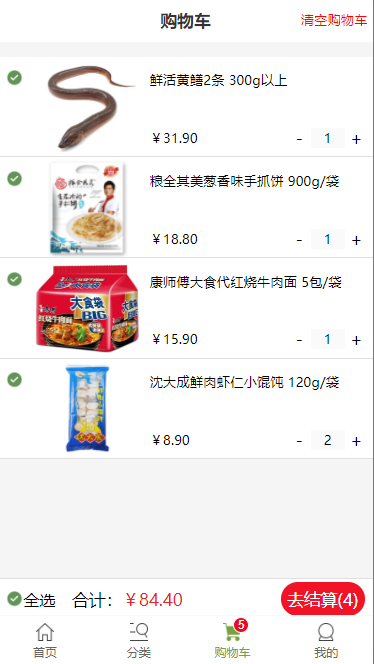 购物车 清空购物车
鲜活黄鳝2条 300g以上
￥31.90 - 1 +
粮全其美葱香味手抓饼 900g/袋
￥18.80 - 1 +
康师傅大食代红烧牛肉面 5包/袋
大食袋
BIG
￥15.90 - 1 +
沈大成鲜肉虾仁小馄饨 120g/袋
￥8.90 - 2 +
全选 合计：￥84.40 去结算(4)
5
首页 分类 购物车 我的